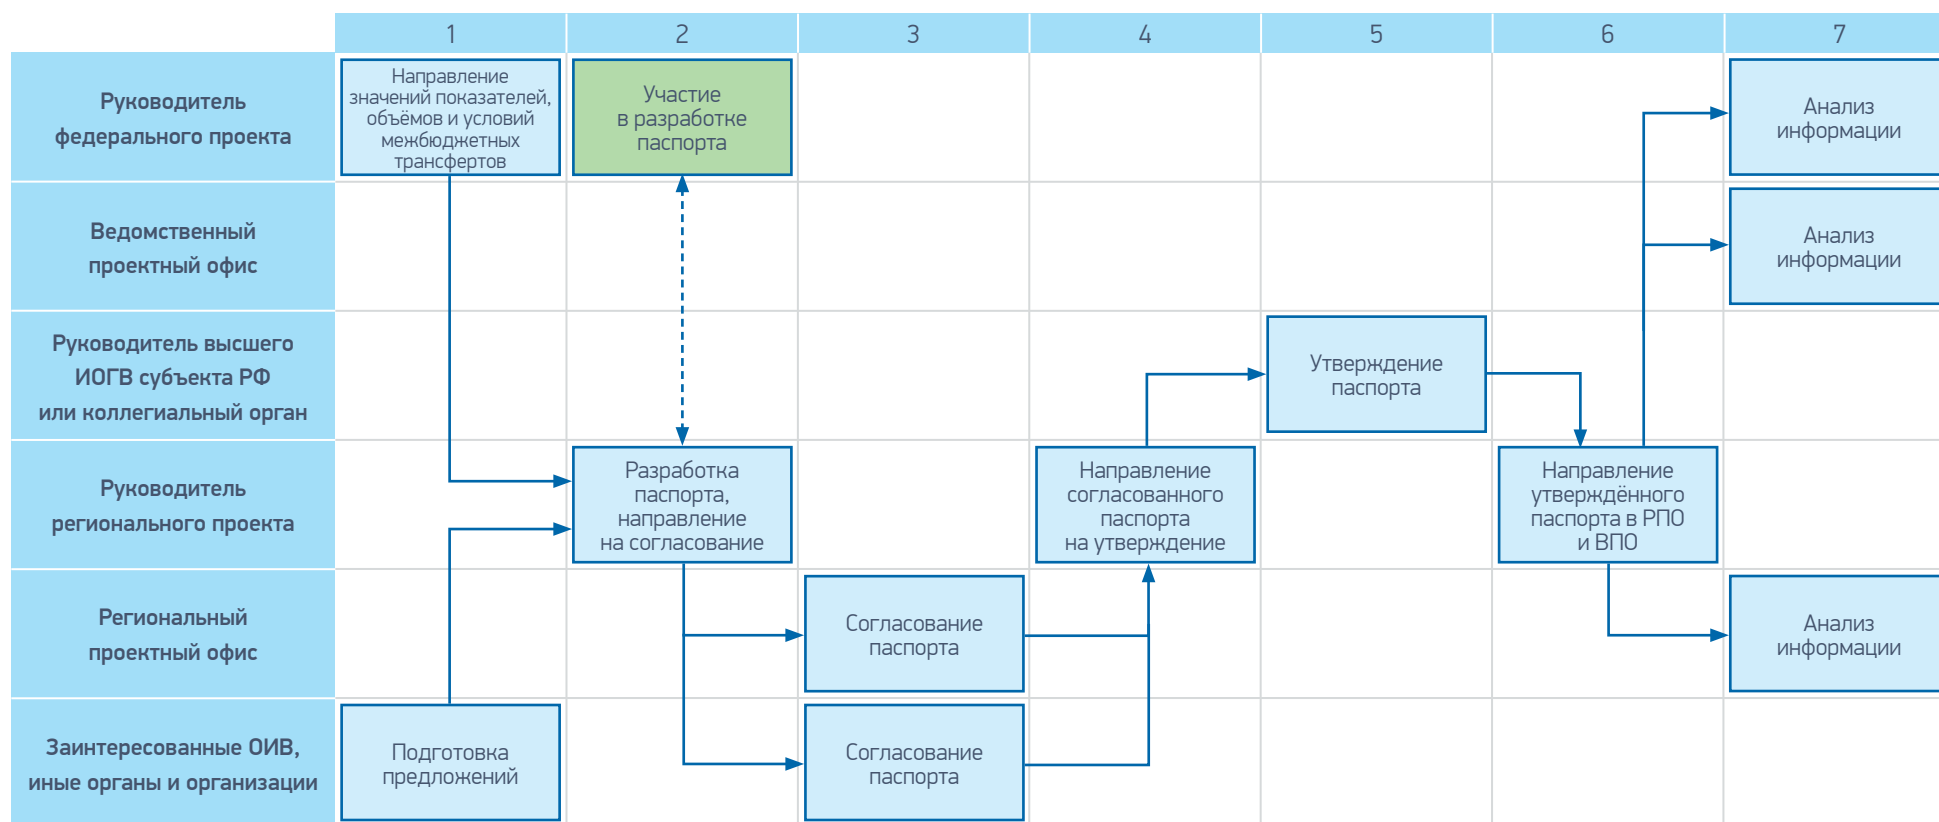 1
2
3
4
5
6
7
Руководитель
федерального проекта
Направление
значений показателей,
объёмов и условий
межбюджетных
трансфертов
Участие
в разработке
паспорта
Анализ
информации
Ведомственный
проектный офис
Анализ
информации
Руководитель высшего
ИОГВ субъекта РФ
или коллегиальный орган
Утверждение
паспорта
Руководитель
регионального проекта
Разработка
паспорта,
направление
на согласование
Направление
согласованного
паспорта
на утверждение
Направление
утверждённого
паспорта в РПО
и ВПО
Региональный
проектный офис
Согласование
паспорта
Анализ
информации
Заинтересованные ОИВ,
иные органы и организации
Подготовка
предложений
Согласование
паспорта